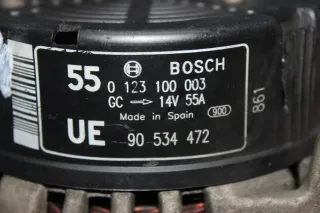 BOSCH
55 0 123 100 003
GC 14V 55A
Made in Spain 900 861
UE 90 534 472